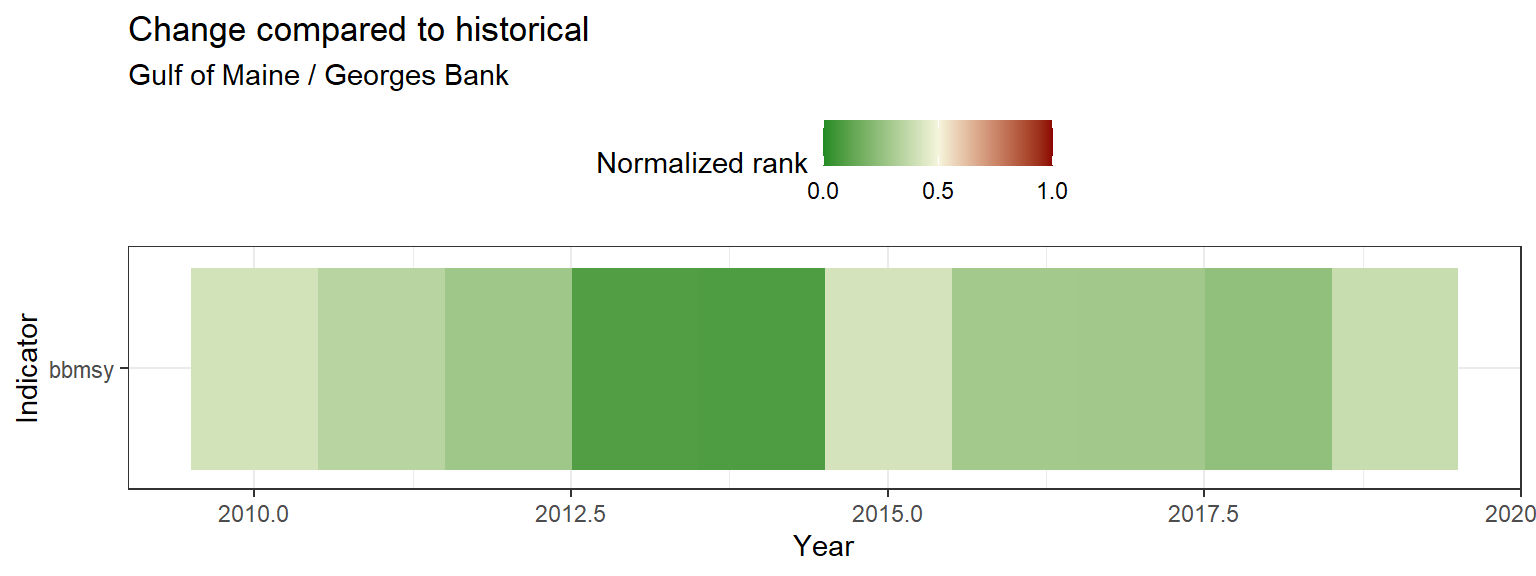 Change compared to historical
Gulf of Maine / Georges Bank
Normalized rank
0.0 0.5 1.0
Indicator
bbmsy
2010.0 2012.5 2015.0 2017.5 2020
Year